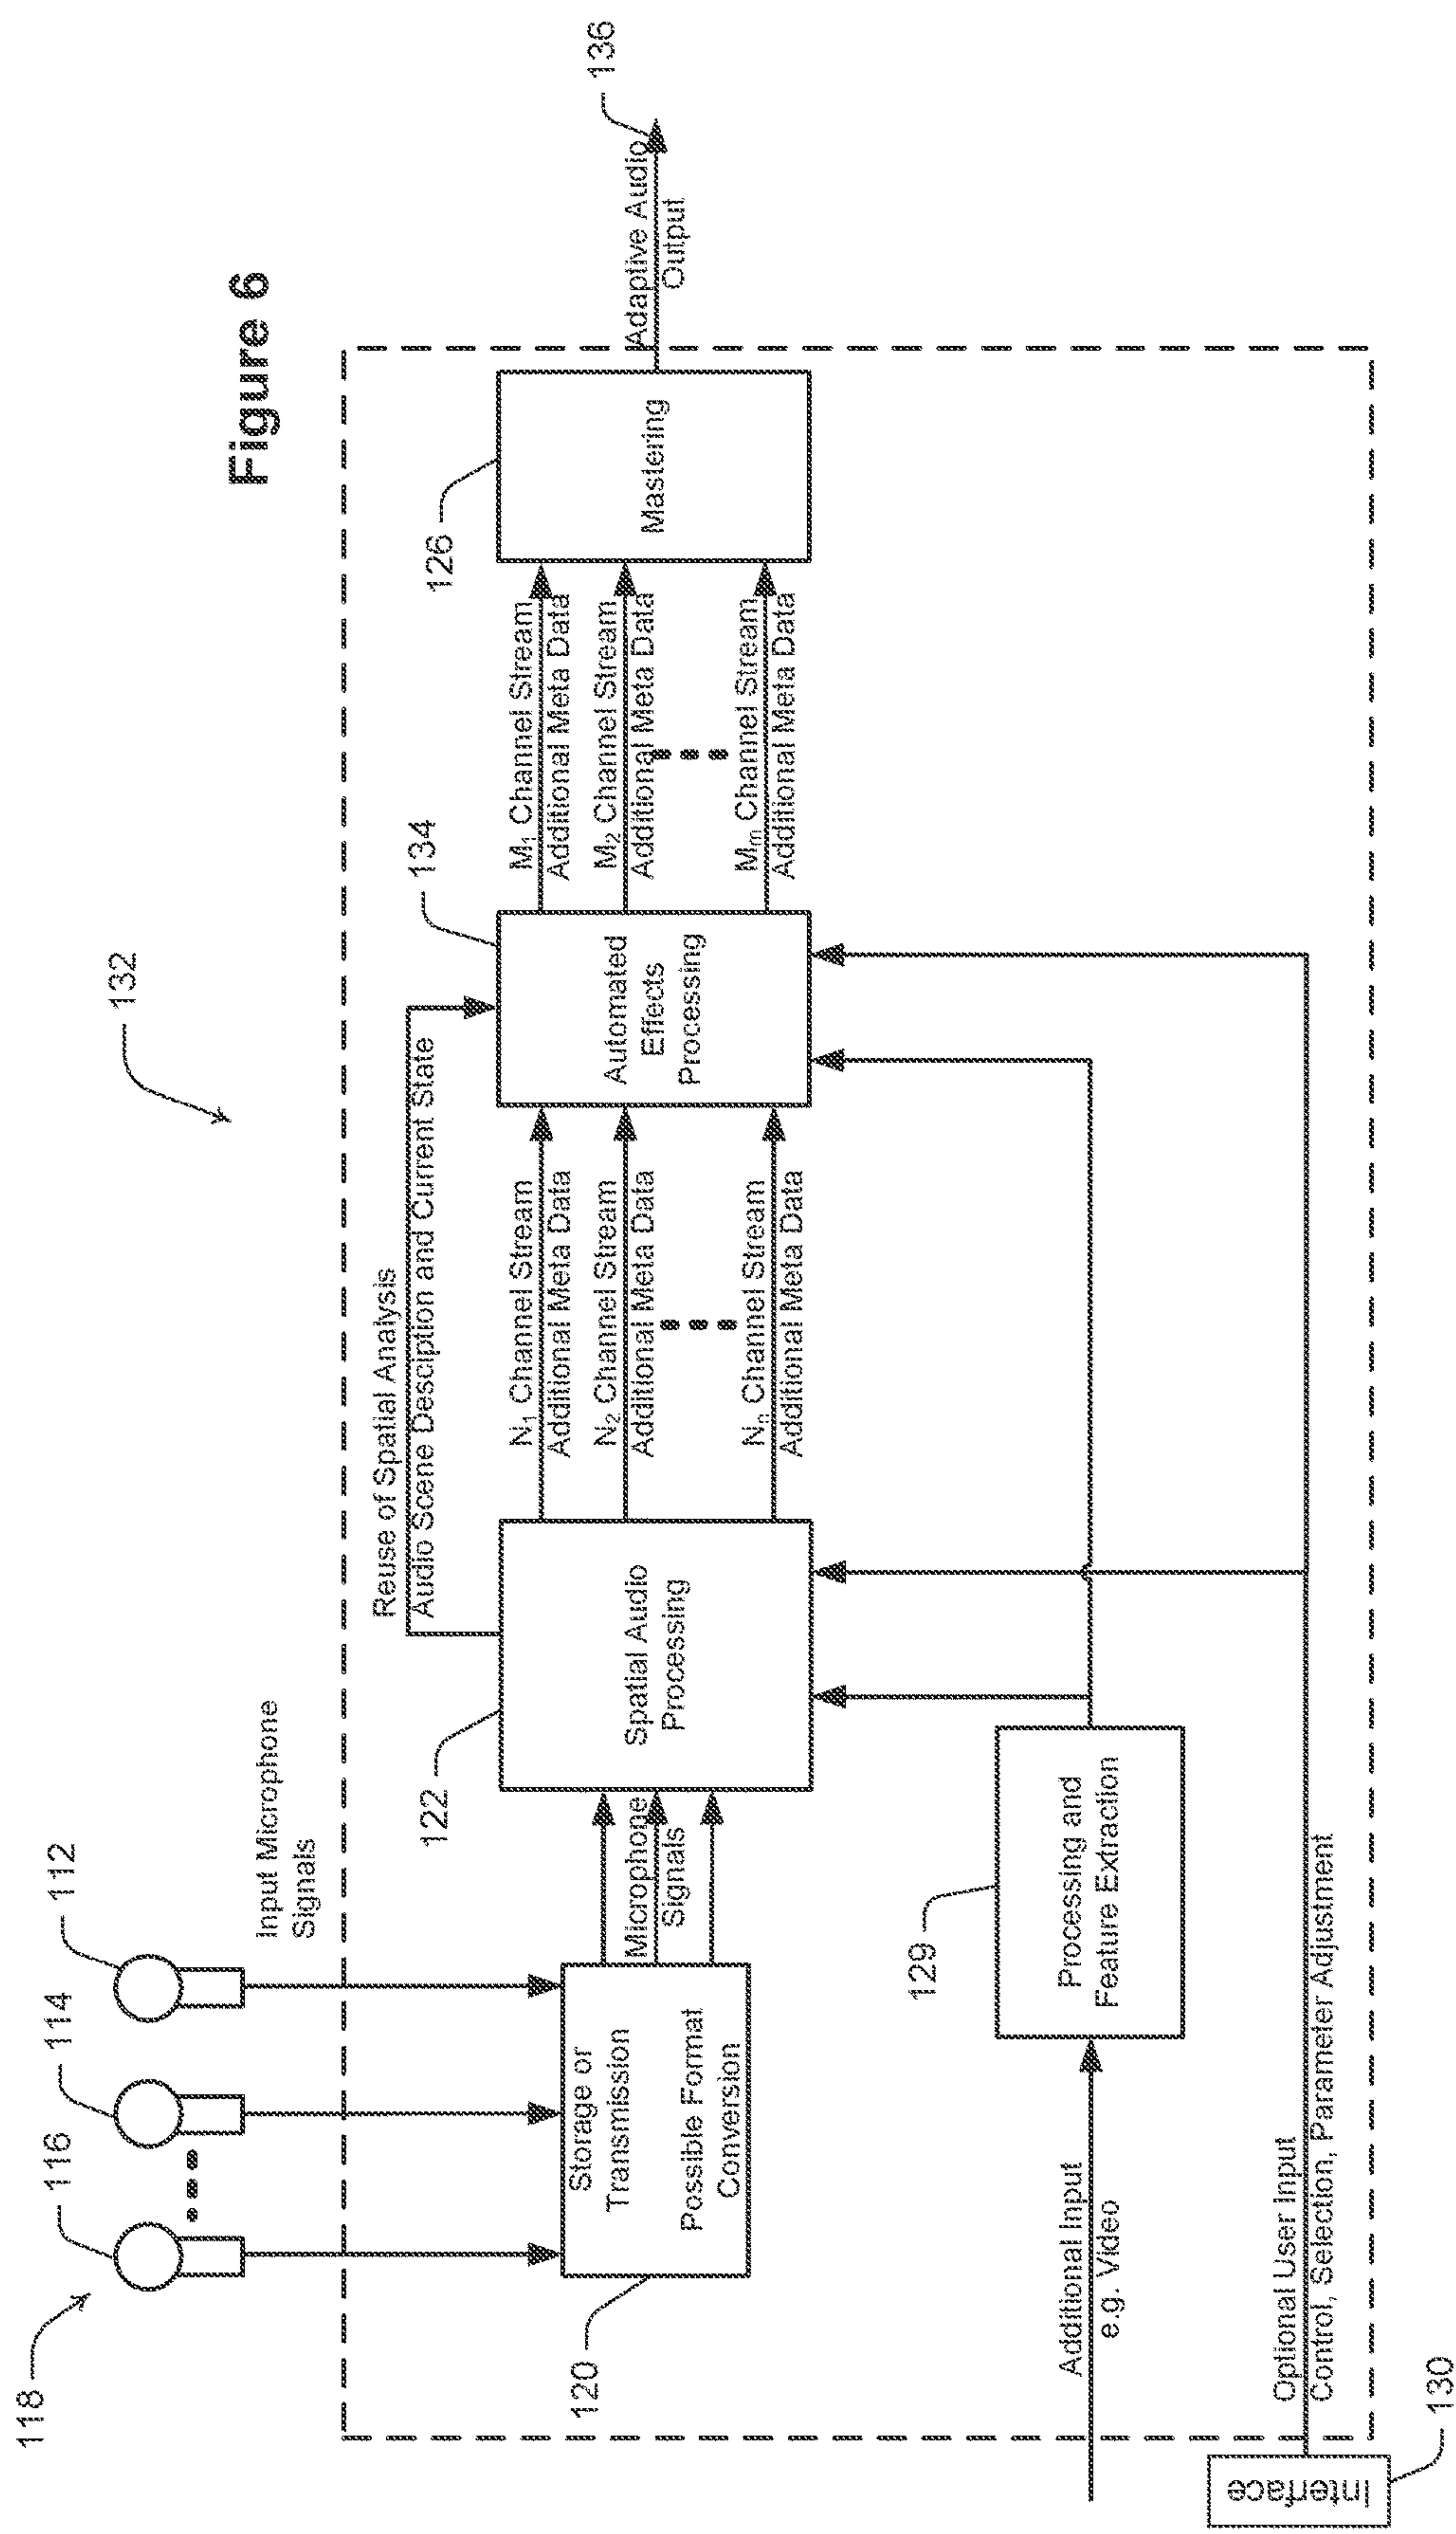 Figure 6
132
118
116
114
112
Input Microphone
Signals
120
Storage or
Transmission
Possible Format
Conversion
Microphone
Signals
122
Spatial Audio
Processing
Reuse of Spatial Analysis
Audio Scene Desciption and Current State
N1 Channel Stream
Additional Meta Data
N2 Channel Stream
Additional Meta Data
Nn Channel Stream
Additional Meta Data
134
Automated
Effects
Processing
M1 Channel Stream
Additional Meta Data
M2 Channel Stream
Additional Meta Data
Mm Channel Stream
Additional Meta Data
126
Mastering
Adaptive Audio
Output
136
Additional Input
e.g. Video
129
Processing and
Feature Extraction
Optional User Input
Control, Selection, Parameter Adjustment
Interface
130